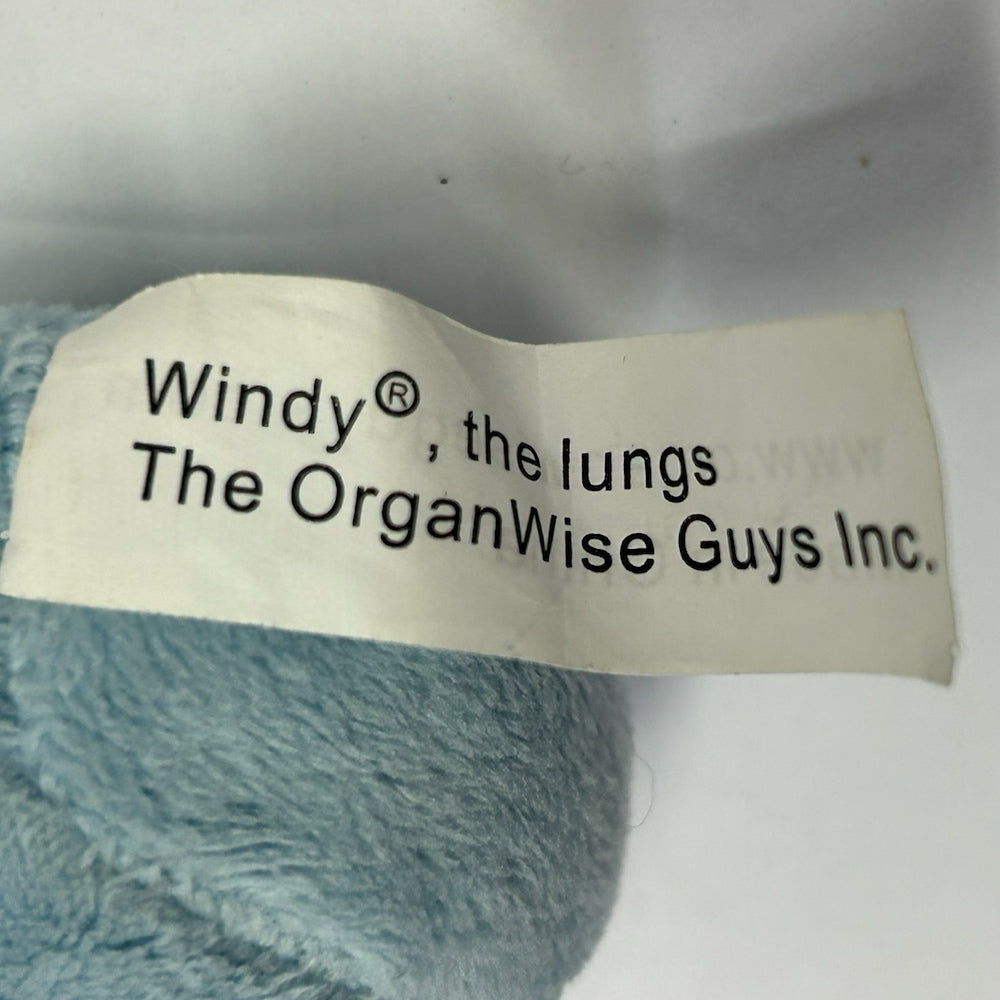 Windy®, the lungs
The OrganWise Guys Inc.